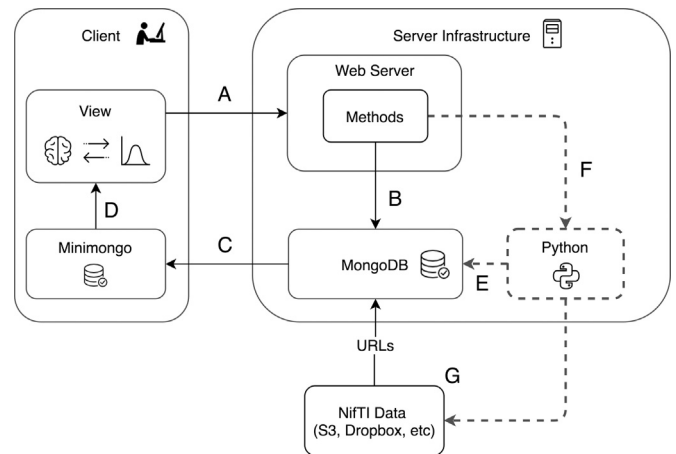 Client
Server Infrastructure
Web Server
A
View
Methods
F
B
D
C
Minimongo
MongoDB
Python
E
URLs
G
NifTI Data
(S3, Dropbox, etc)